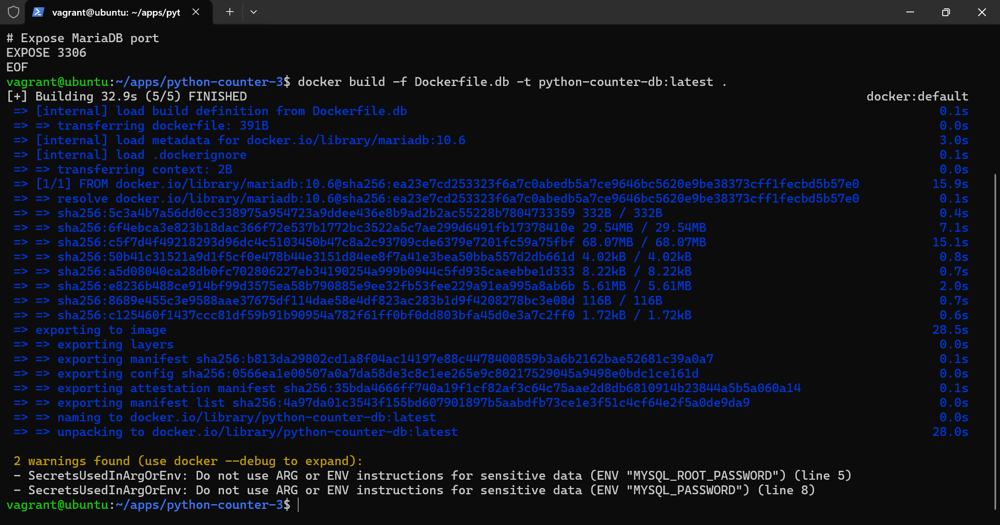 vagrant@ubuntu: ~/apps/pyt
# Expose MariaDB port
EXPOSE 3306
EOF
vagrant@ubuntu:~/apps/python-counter-3$ docker build -f Dockerfile.db -t python-counter-db:latest .
[+] Building 32.9s (5/5) FINISHED docker:default
=> [internal] load build definition from Dockerfile.db 0.1s
=> => transferring dockerfile: 391B 0.0s
=> [internal] load metadata for docker.io/library/mariadb:10.6 3.0s
=> [internal] load .dockerignore 0.1s
=> => transferring context: 2B 0.0s
=> [1/1] FROM docker.io/library/mariadb:10.6@sha256:ea23e7cd253323f6a7c0abedb5a7ce9646bc5620e9be38373cff1fecbd5b57e0 15.9s
=> => resolve docker.io/library/mariadb:10.6@sha256:ea23e7cd253323f6a7c0abedb5a7ce9646bc5620e9be38373cff1fecbd5b57e0 0.1s
=> => sha256:5c3a4b7a56dd0cc338975a954723a9ddee436e8b9ad2b2ac55228b7804733359 332B / 332B 0.4s
=> => sha256:6f4ebca3e823b18dac366f72e537b1772bc3522a5c7ae299d6491fb17378410e 29.54MB / 29.54MB 7.1s
=> => sha256:c5f7d4f49218293d96dc4c5103450b47c8a2c93709cde6379e7201fc59a75fbf 68.07MB / 68.07MB 15.1s
=> => sha256:50b41c31521a9d1f5cf0e478b44e3151d84ee8f7a41e3bea50bba557d2db661d 4.02kB / 4.02kB 0.8s
=> => sha256:a5d08040ca28db0fc702806227eb34190254a999b0944c5fd935caeebbe1d333 8.22kB / 8.22kB 0.7s
=> => sha256:e8236b488ce914bf99d3575ea58b790885e9ee32fb53fee229a91ea995a8ab6b 5.61MB / 5.61MB 2.0s
=> => sha256:8689e455c3e9588aae37675df114dae58e4df823ac283b1d9f4208278bc3e08d 116B / 116B 0.7s
=> => sha256:c125460f1437ccc81df59b91b90954a782f61ff0bf0dd803bfa45d0e3a7c2ff0 1.72kB / 1.72kB 0.6s
=> exporting to image 28.5s
=> => exporting layers 0.0s
=> => exporting manifest sha256:b813da29802cd1a8f04ac14197e88c4478400859b3a6b2162bae52681c39a0a7 0.1s
=> => exporting config sha256:0566ea1e00507a0a7da58de3c8c1ee265e9c80217529045a9498e0bdc1ce161d 0.0s
=> => exporting attestation manifest sha256:35bda4666ff740a19f1cf82af3c64c75aae2d8db6810914b23844a5b5a060a14 0.1s
=> => exporting manifest list sha256:4a97da01c3543f155bd607901897b5aabdfb73ce1e3f51c4cf64e2f5a0de9da9 0.0s
=> => naming to docker.io/library/python-counter-db:latest 0.0s
=> => unpacking to docker.io/library/python-counter-db:latest 28.0s
2 warnings found (use docker --debug to expand):
- SecretsUsedInArgOrEnv: Do not use ARG or ENV instructions for sensitive data (ENV "MYSQL_ROOT_PASSWORD") (line 5)
- SecretsUsedInArgOrEnv: Do not use ARG or ENV instructions for sensitive data (ENV "MYSQL_PASSWORD") (line 8)
vagrant@ubuntu:~/apps/python-counter-3$